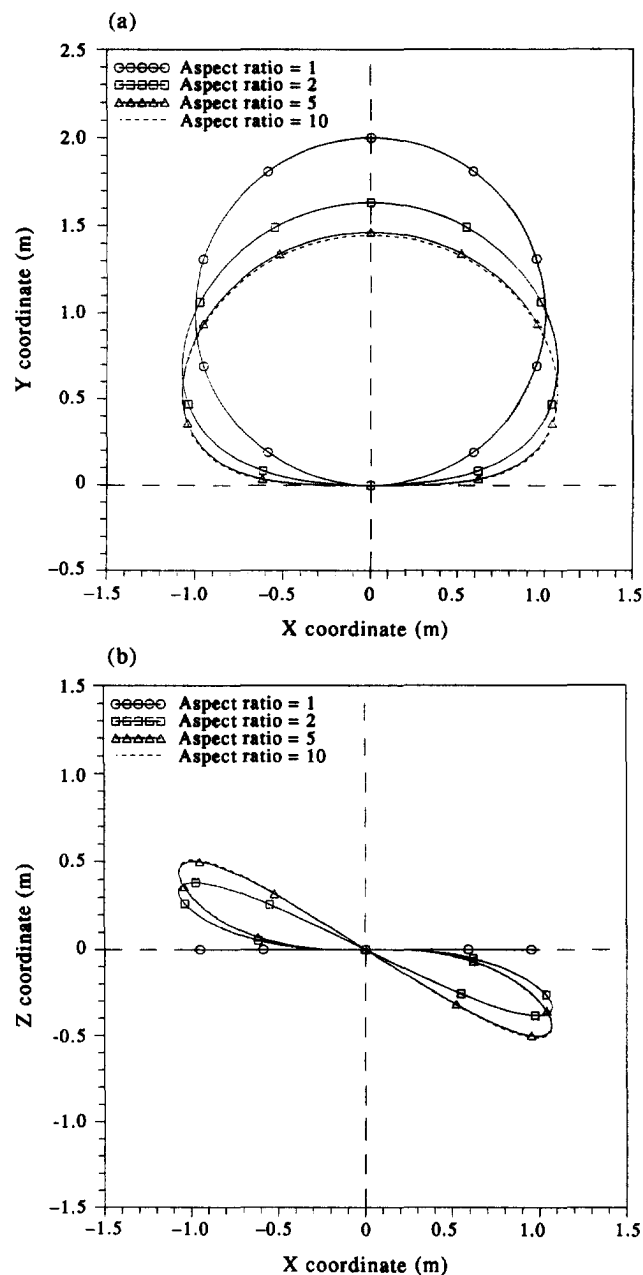 (a)
2.5
2.0
1.5
1.0
0.5
0
−0.5
Y coordinate (m)
Aspect ratio = 1
Aspect ratio = 2
Aspect ratio = 5
Aspect ratio = 10
−1.5
−1.0
−0.5
0
0.5
1.0
1.5
X coordinate (m)
(b)
1.5
1.0
0.5
0
-0.5
-1.0
-1.5
Z coordinate (m)
Aspect ratio = 1
Aspect ratio = 2
Aspect ratio = 5
Aspect ratio = 10
−1.5
−1.0
−0.5
0
0.5
1.0
1.5
X coordinate (m)